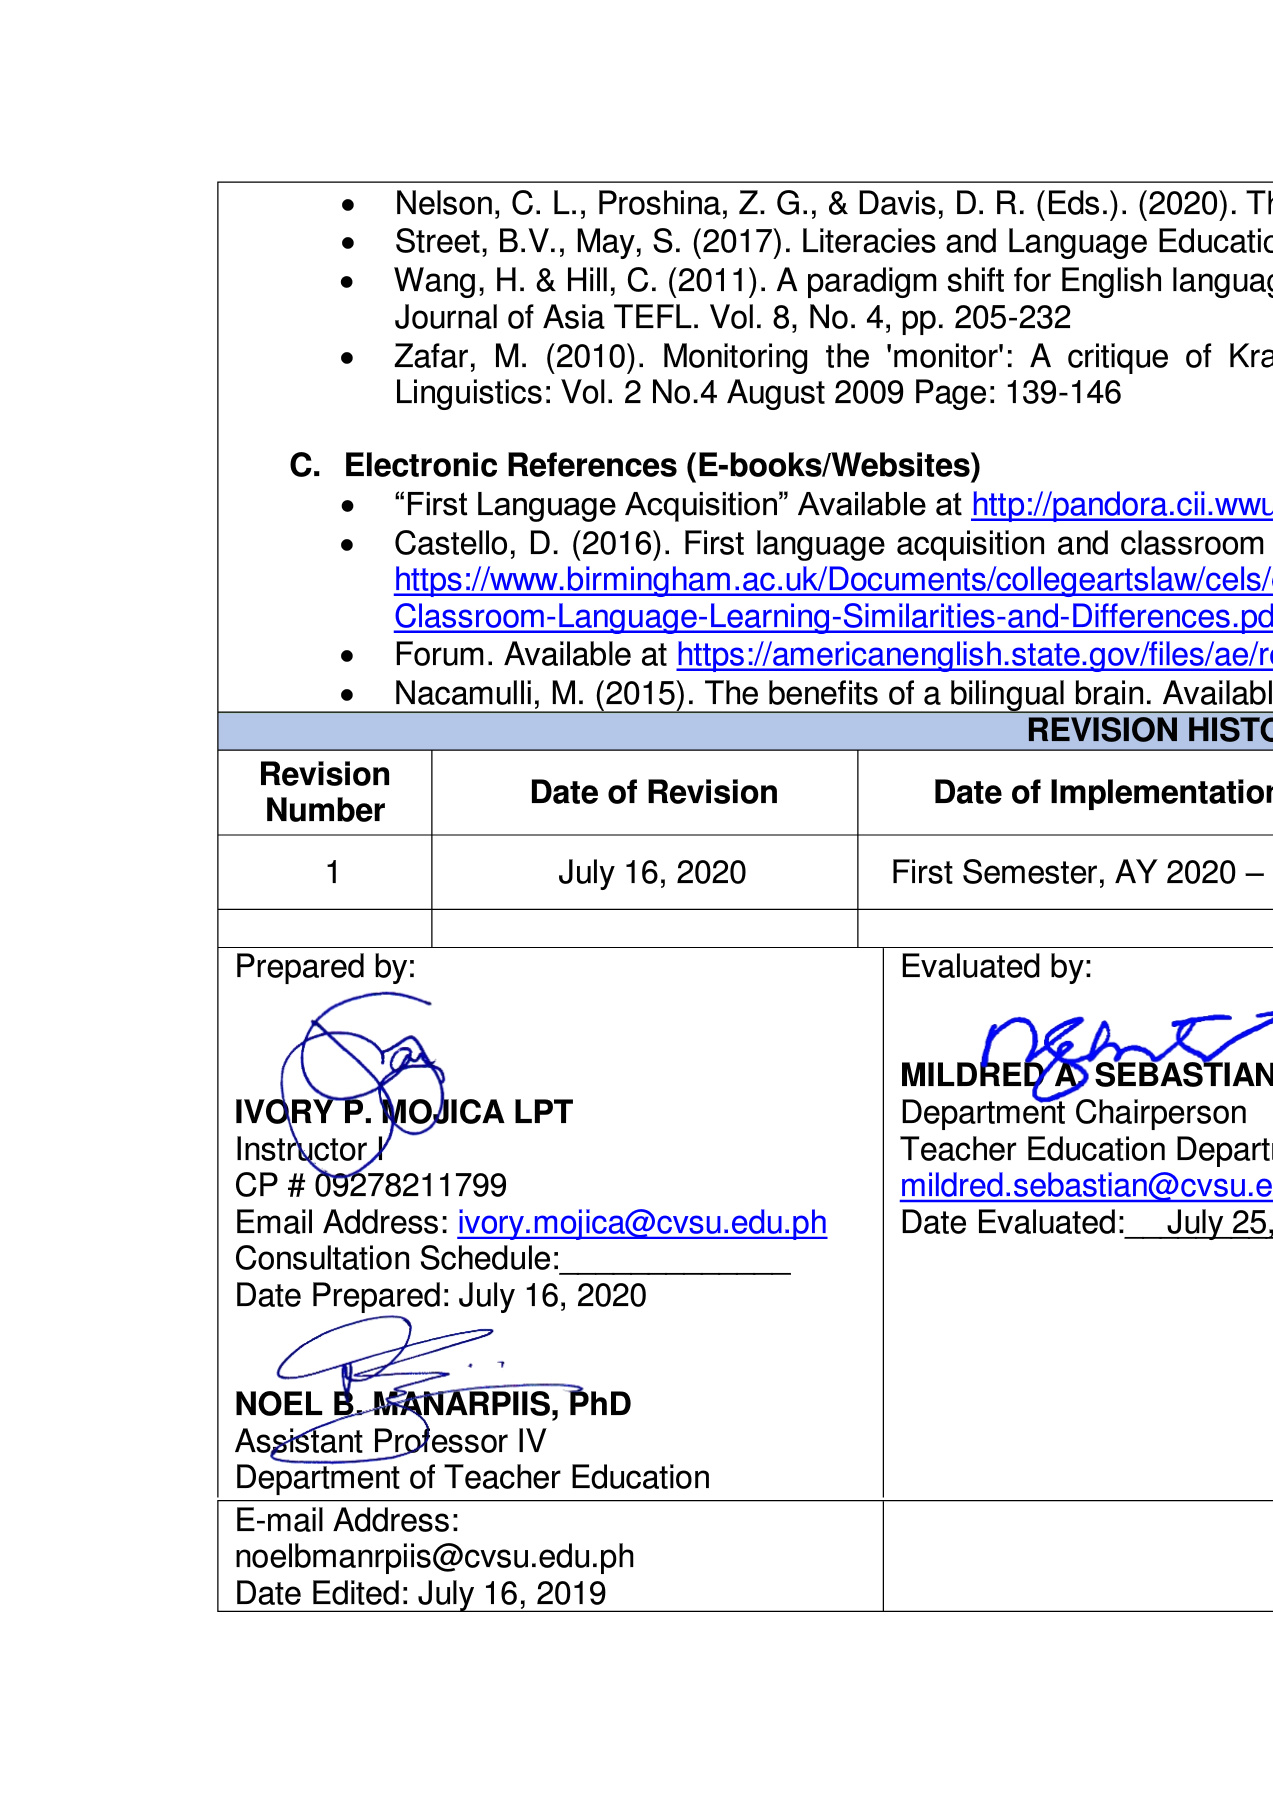 • Nelson, C. L., Proshina, Z. G., & Davis, D. R. (Eds.). (2020). Th
• Street, B.V., May, S. (2017). Literacies and Language Educatio
• Wang, H. & Hill, C. (2011). A paradigm shift for English languag
Journal of Asia TEFL. Vol. 8, No. 4, pp. 205-232
• Zafar, M. (2010). Monitoring the 'monitor': A critique of Kra
Linguistics: Vol. 2 No.4 August 2009 Page: 139-146
C. Electronic References (E-books/Websites)
• “First Language Acquisition” Available at http://pandora.cii.wwu
• Castello, D. (2016). First language acquisition and classroom
https://www.birmingham.ac.uk/Documents/collegeartslaw/cels/
Classroom-Language-Learning-Similarities-and-Differences.pd
• Forum. Available at https://americanenglish.state.gov/files/ae/re
• Nacamulli, M. (2015). The benefits of a bilingual brain. Availabl
REVISION HISTO
Revision Number Date of Revision Date of Implementation
1 July 16, 2020 First Semester, AY 2020 –
Prepared by:
IVORY P. MOJICA LPT
Instructor I
CP # 09278211799
Email Address: ivory.mojica@cvsu.edu.ph
Consultation Schedule:_____________
Date Prepared: July 16, 2020
NOEL B. MANARPIIS, PhD
Assistant Professor IV
Department of Teacher Education
E-mail Address:
noelbmanrpiis@cvsu.edu.ph
Date Edited: July 16, 2019
Evaluated by:
MILDRED A. SEBASTIAN
Department Chairperson
Teacher Education Departm
mildred.sebastian@cvsu.e
Date Evaluated:__July 25,